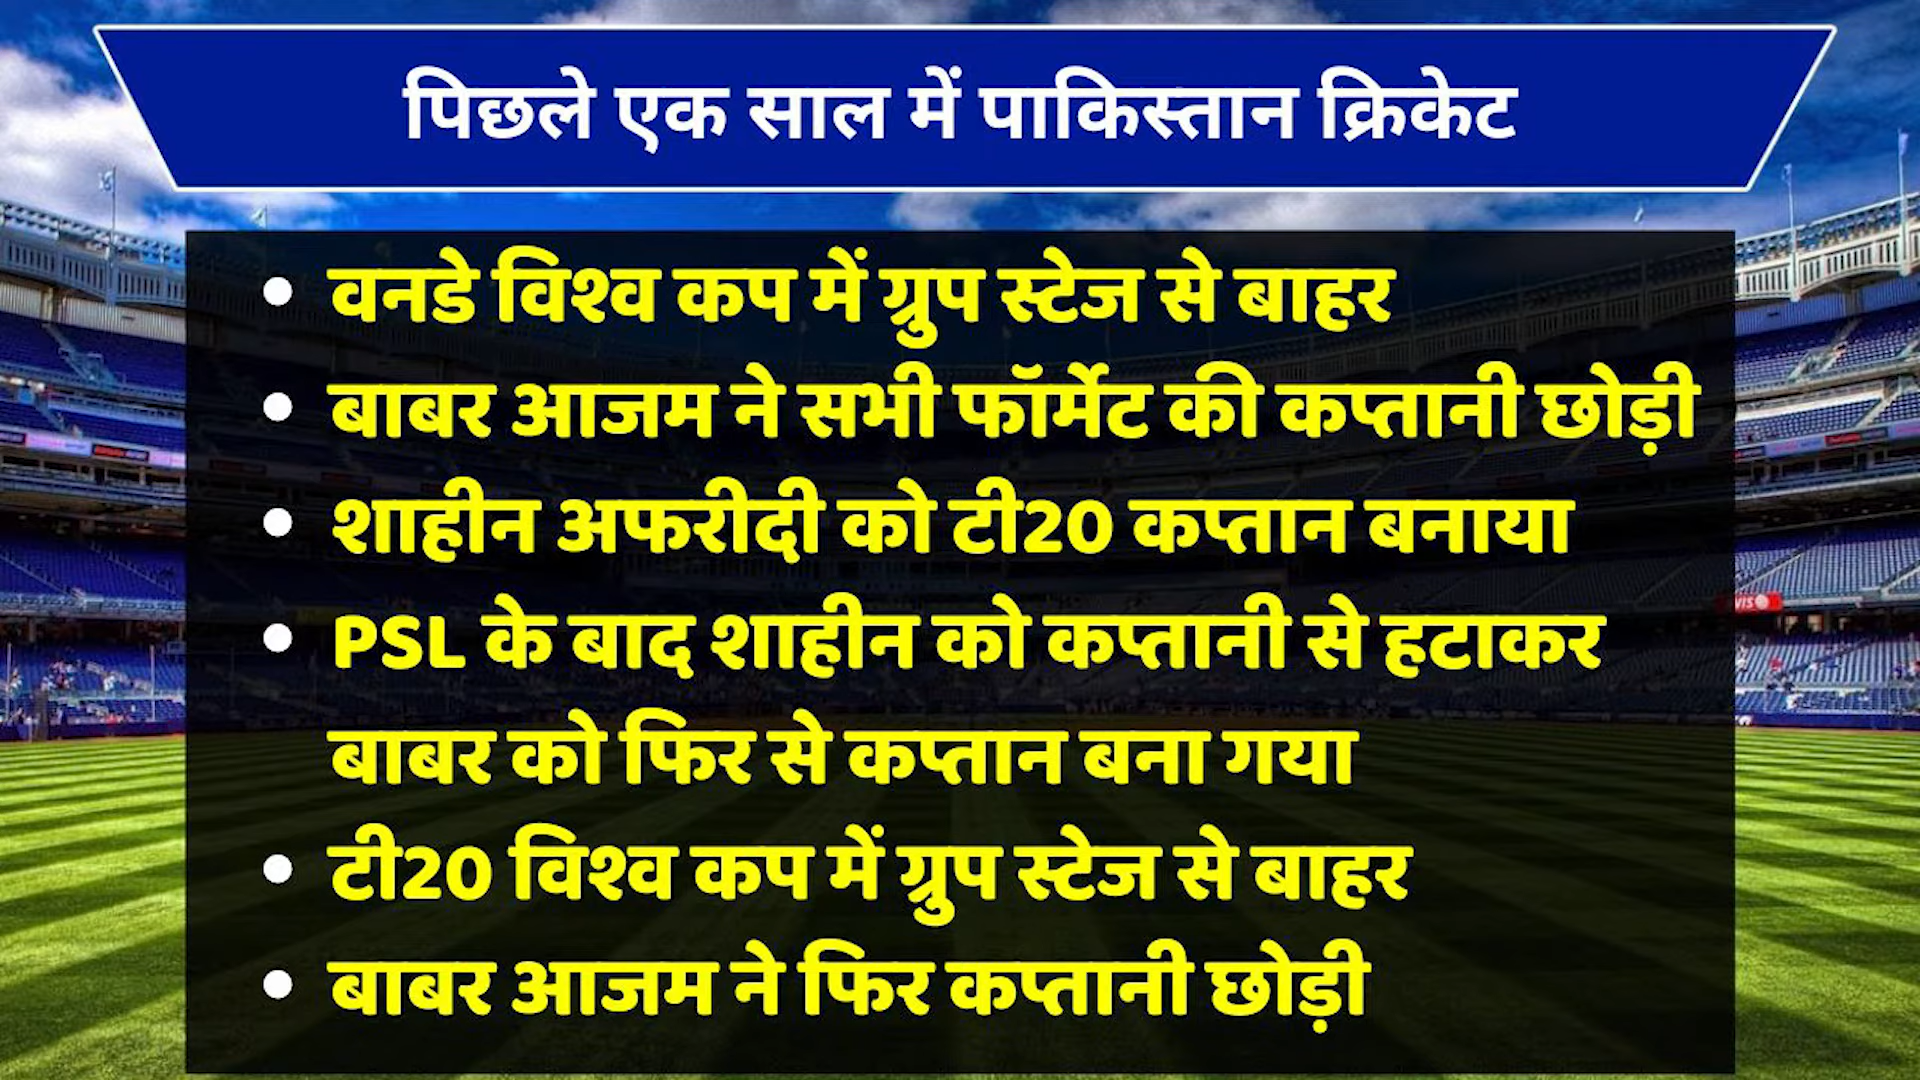 पिछले एक साल में पाकिस्तान क्रिकेट
• वनडे विश्व कप में ग्रुप स्टेज से बाहर
• बाबर आजम ने सभी फॉर्मेट की कप्तानी छोड़ी
• शाहीन अफरीदी को टी20 कप्तान बनाया
• PSL के बाद शाहीन को कप्तानी से हटाकर
बाबर को फिर से कप्तान बना गया
• टी20 विश्व कप में ग्रुप स्टेज से बाहर
• बाबर आजम ने फिर कप्तानी छोड़ी